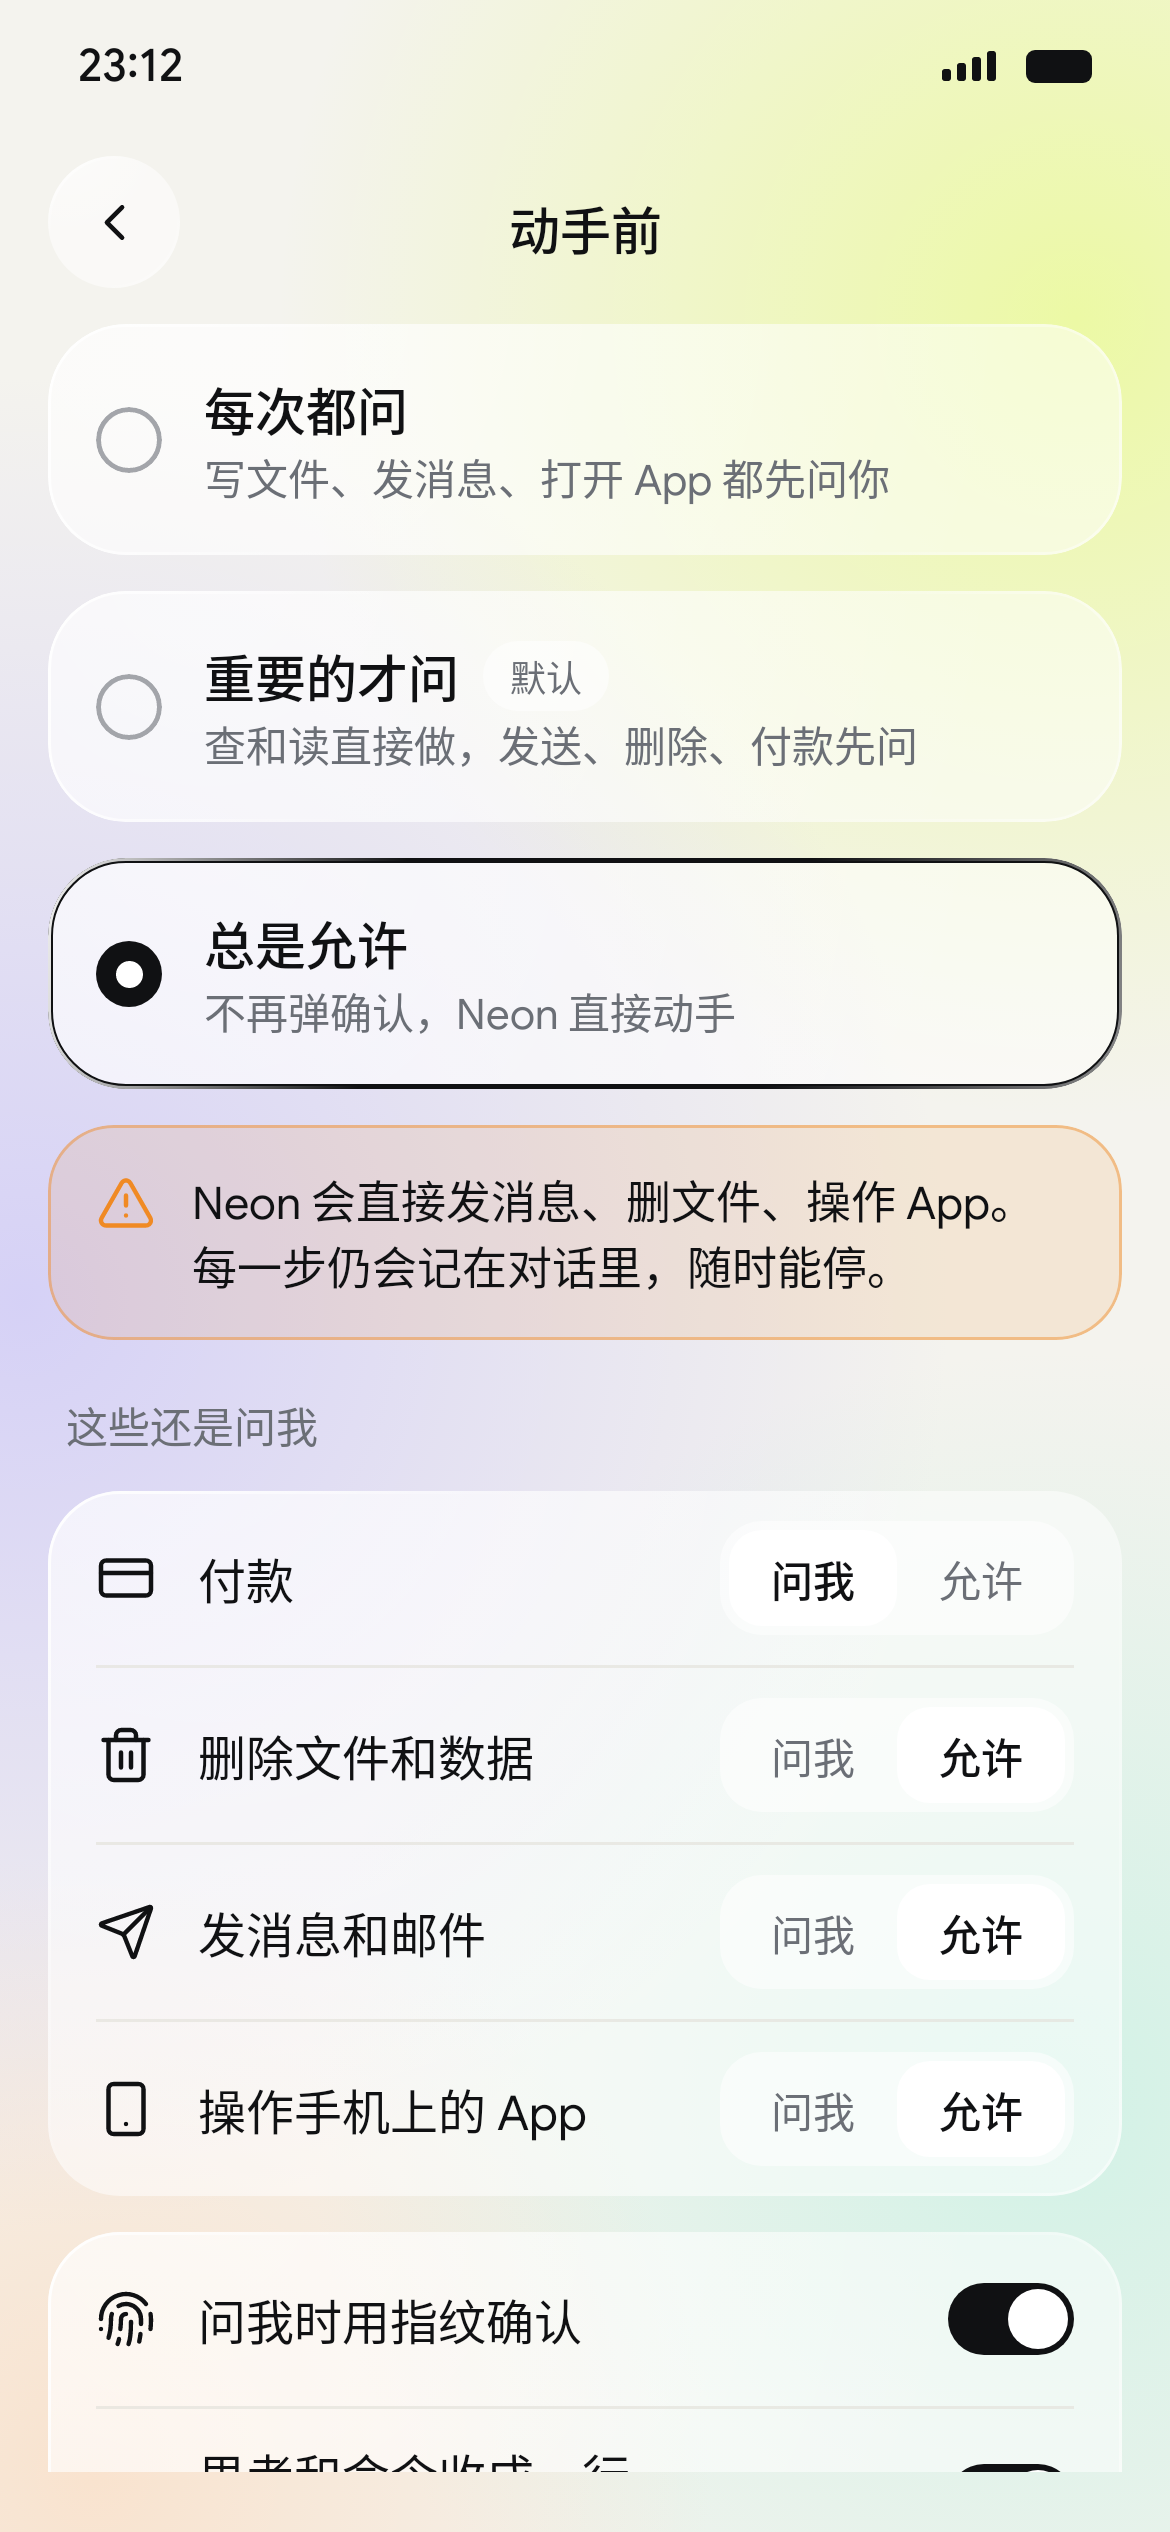 23:12
动手前
每次都问
写文件、发消息、打开 App 都先问你
重要的才问 默认
查和读直接做，发送、删除、付款先问
总是允许
不再弹确认，Neon 直接动手
Neon 会直接发消息、删文件、操作 App。
每一步仍会记在对话里，随时能停。
这些还是问我
付款 问我 允许
删除文件和数据 问我 允许
发消息和邮件 问我 允许
操作手机上的 App 问我 允许
问我时用指纹确认